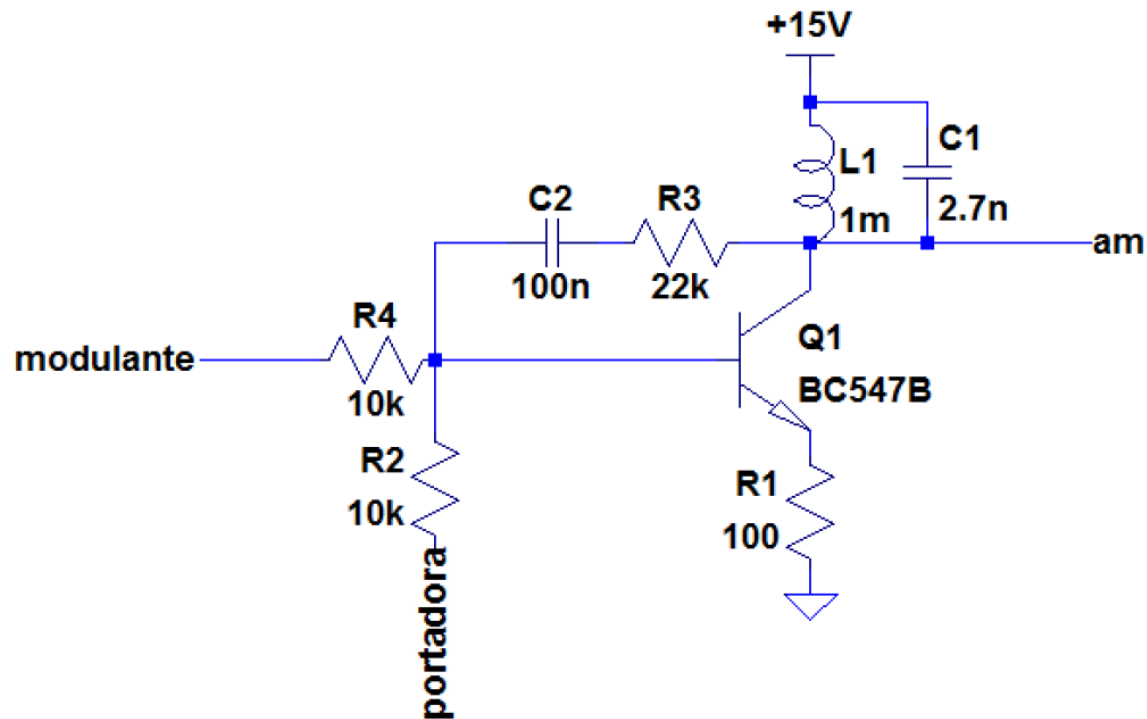 +15V
C1
L1
2.7n
1m
C2
R3
am
100n
22k
R4
modulante
Q1
10k
BC547B
R2
R1
10k
100
portadora